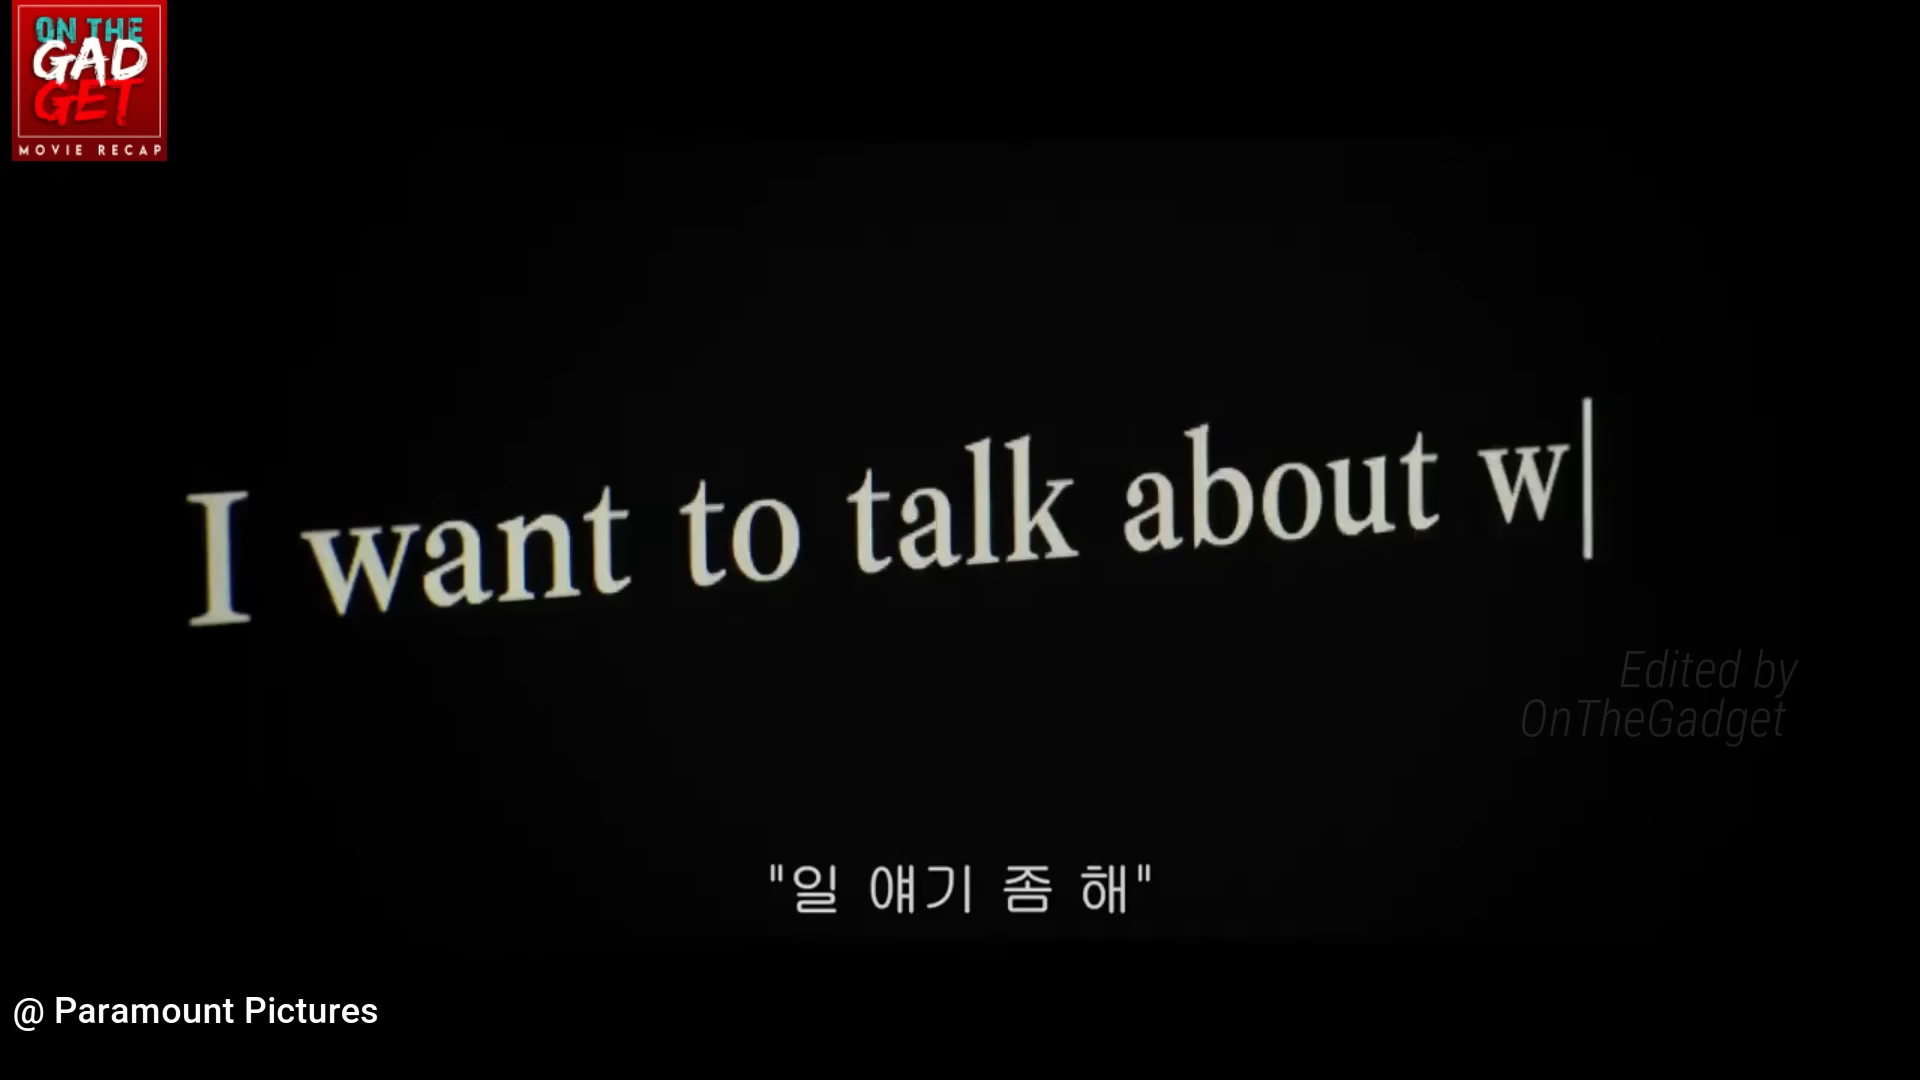 ON THE
GAD
GET
MOVIE RECAP
I want to talk about w
Edited by
OnTheGadget
"일 얘기 좀 해"
@ Paramount Pictures